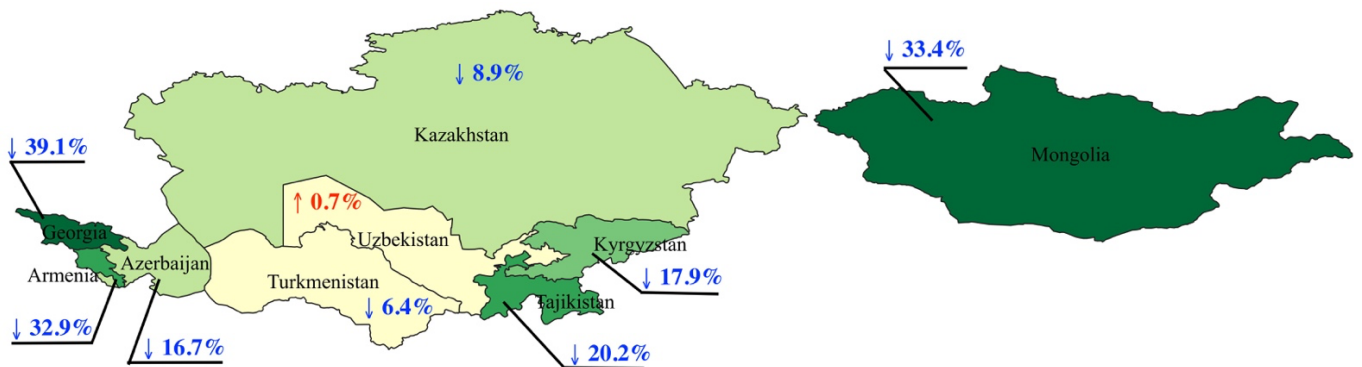 ↓ 33.4%
↓ 8.9%
Kazakhstan
Mongolia
↓ 39.1%
↑ 0.7%
Georgia
Uzbekistan
Kyrgyzstan
Azerbaijan
Armenia
Turkmenistan
↓ 17.9%
↓ 6.4%
Tajikistan
↓ 32.9%
↓ 16.7%
↓ 20.2%